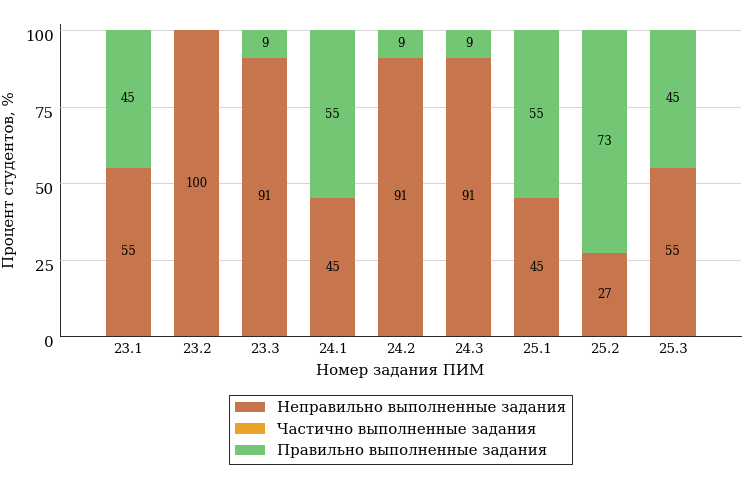 Процент студентов, %
100
75
50
25
0
45 9 55 9 9 55 73 45
55 100 91 45 91 91 45 27 55
23.1 23.2 23.3 24.1 24.2 24.3 25.1 25.2 25.3
Номер задания ПИМ
Неправильно выполненные задания
Частично выполненные задания
Правильно выполненные задания